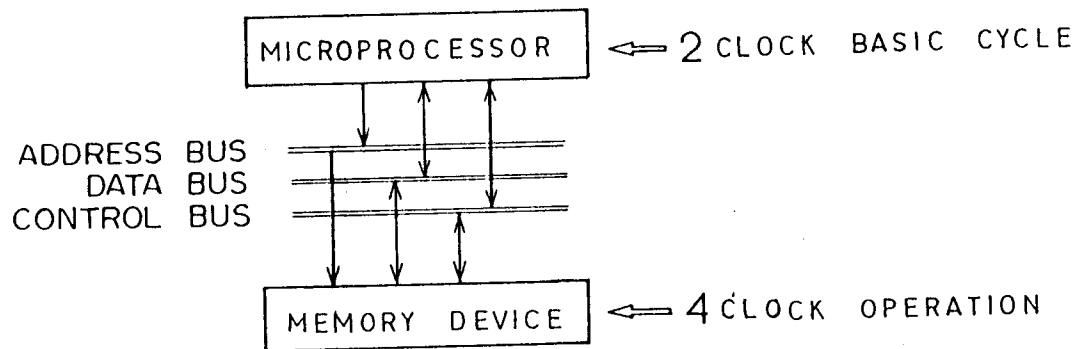 MICROPROCESSOR
2 CLOCK BASIC CYCLE
ADDRESS BUS
DATA BUS
CONTROL BUS
MEMORY DEVICE
4 CLOCK OPERATION